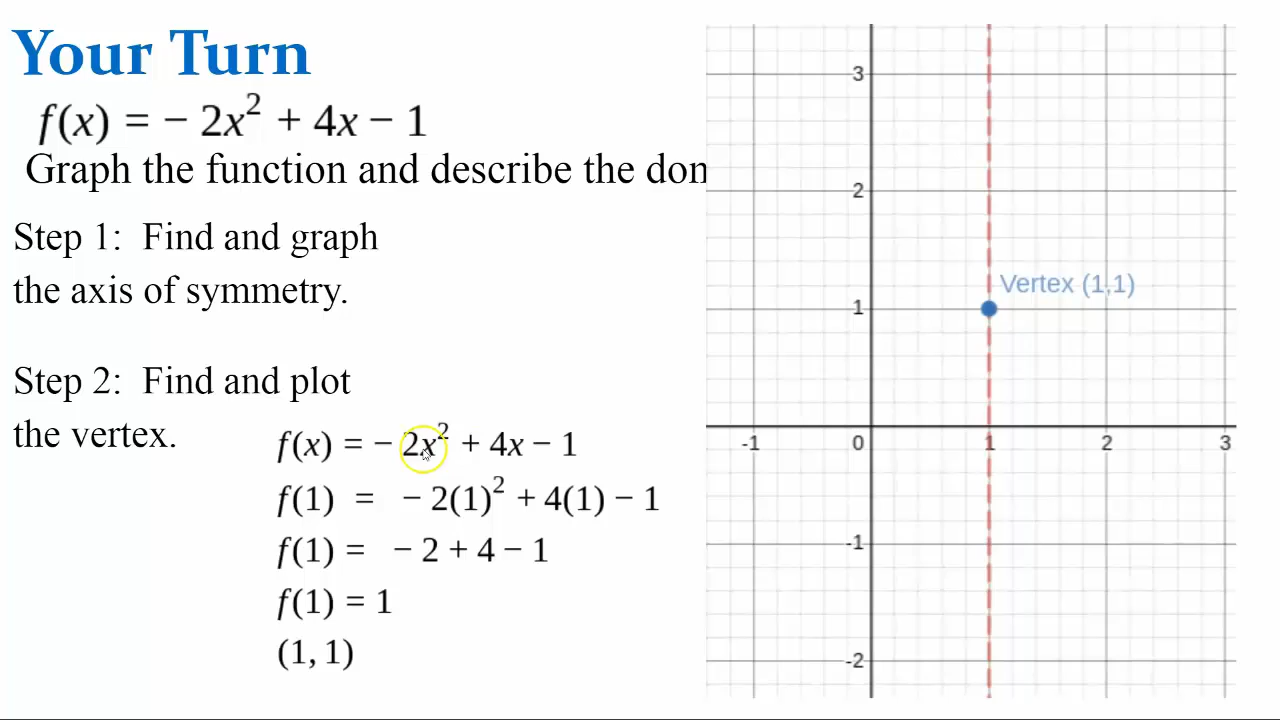 Your Turn
f(x) = − 2x² + 4x − 1
Graph the function and describe the don
Step 1: Find and graph
the axis of symmetry.
Step 2: Find and plot
the vertex.
f(x) = − 2x² + 4x − 1
f(1) = − 2(1)² + 4(1) − 1
f(1) = − 2 + 4 − 1
f(1) = 1
(1, 1)
3
2
Vertex (1,1)
1
-1 0 1 2 3
-1
-2